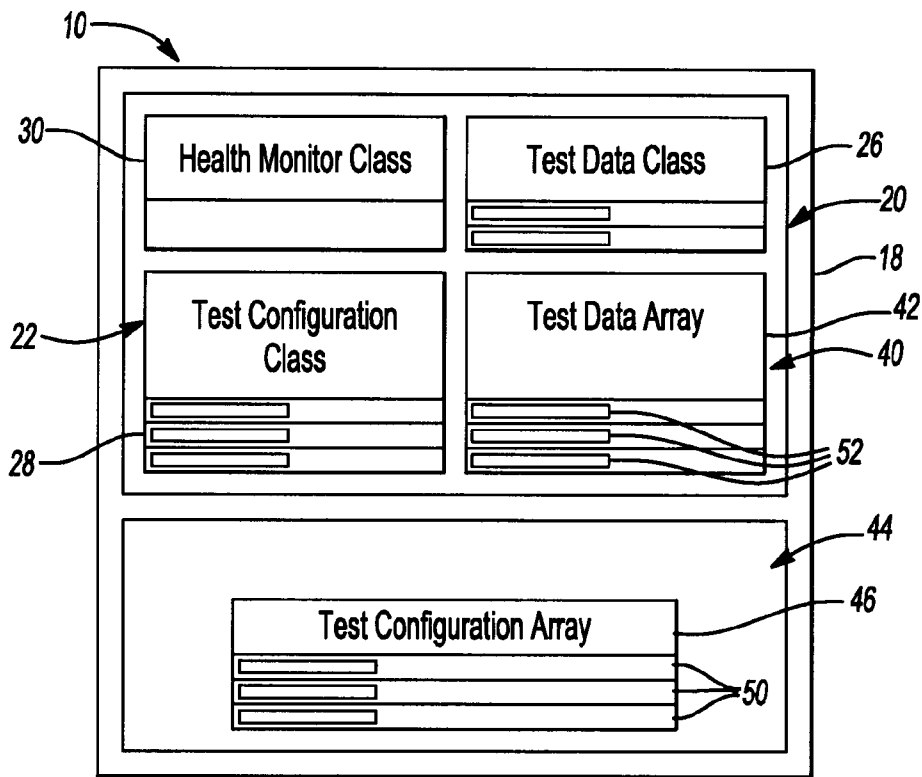 10
30
Health Monitor Class
Test Data Class
26
20
18
22
Test Configuration
Class
Test Data Array
42
40
28
52
44
Test Configuration Array
46
50